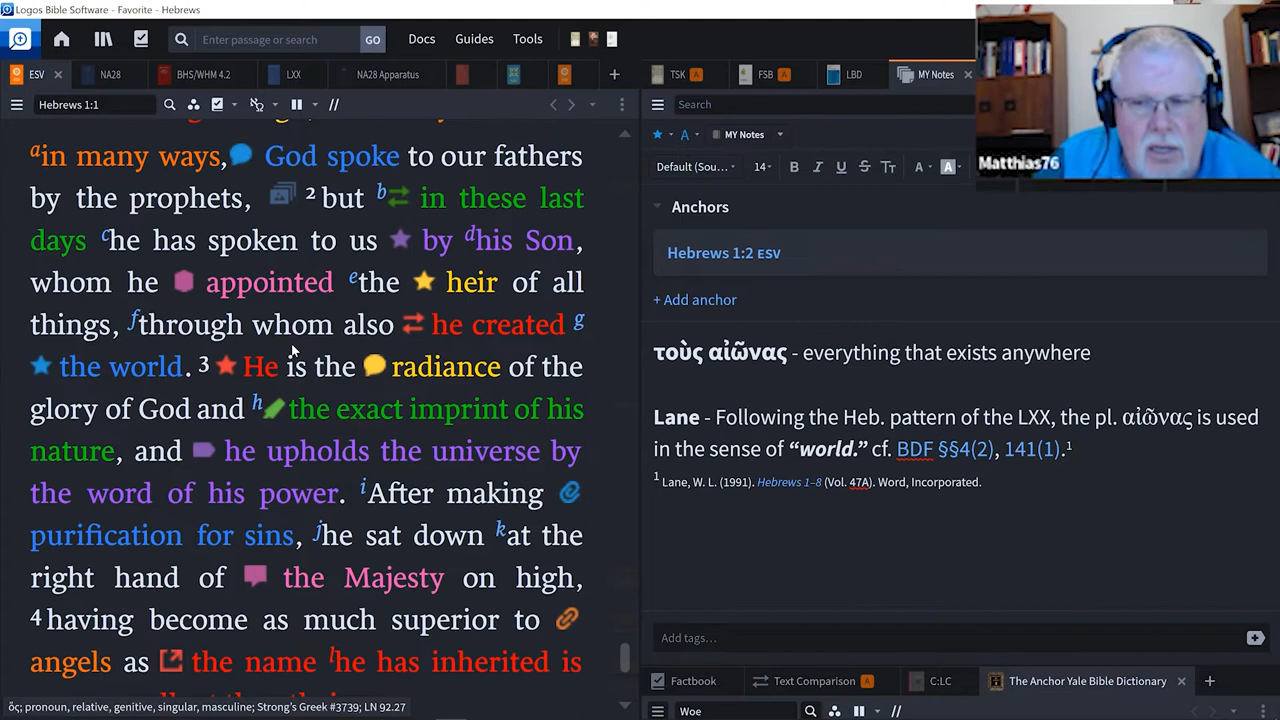 Logos Bible Software - Favorite - Hebrews
Enter passage or search GO Docs Guides Tools
ESV NA28 BHS/WHM 4.2 LXX NA28 Apparatus
TSK A FSB A LBD MY Notes
Hebrews 1:1
Search
A MY Notes
Default (Sou... 14 B I U S TT A A
Matthias76
Anchors
Hebrews 1:2 ESV
+ Add anchor
a in many ways, God spoke to our fathers
by the prophets, 2 but b in these last
days c he has spoken to us by d his Son,
whom he appointed e the heir of all
things, f through whom also he created g
the world. 3 He is the radiance of the
glory of God and h the exact imprint of his
nature, and he upholds the universe by
the word of his power. i After making
purification for sins, j he sat down k at the
right hand of the Majesty on high,
4 having become as much superior to
angels as the name l he has inherited is
τοὺς αἰῶνας - everything that exists anywhere
Lane - Following the Heb. pattern of the LXX, the pl. αἰῶνας is used
in the sense of “world.” cf. BDF §§4(2), 141(1).1
1 Lane, W. L. (1991). Hebrews 1–8 (Vol. 47A). Word, Incorporated.
Add tags...
Factbook Text Comparison A C:LC The Anchor Yale Bible Dictionary
Woe
ὅς; pronoun, relative, genitive, singular, masculine; Strong's Greek #3739; LN 92.27